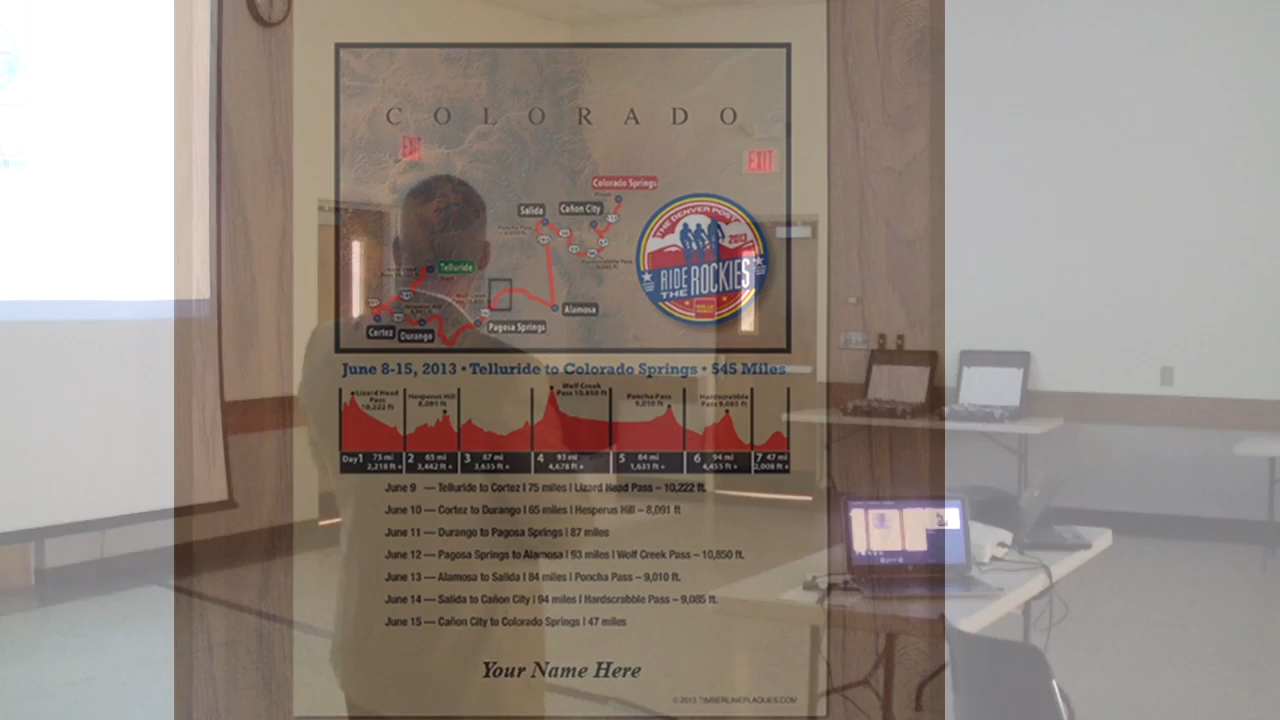 COLORADO
EXIT
EXIT
Colorado Springs
Salida
Cañon City
THE DENVER POST
2013
RIDE THE ROCKIES
Telluride
Alamosa
Cortez
Durango
Pagosa Springs
June 8-15, 2013 • Telluride to Colorado Springs • 545 Miles
Lizard Head Pass 10,222 ft
Hesperus Hill 8,091 ft
Wolf Creek Pass 10,850 ft
Poncha Pass 9,010 ft
Hardscrabble Pass 9,085 ft
Day1 75 mi 2,218 ft +
2 65 mi 3,442 ft +
3 87 mi 3,635 ft +
4 93 mi 4,678 ft +
5 84 mi 1,631 ft +
6 94 mi 4,455 ft +
7 47 mi 2,008 ft +
June 9 — Telluride to Cortez | 75 miles | Lizard Head Pass – 10,222 ft.
June 10 — Cortez to Durango | 65 miles | Hesperus Hill – 8,091 ft
June 11 — Durango to Pagosa Springs | 87 miles
June 12 — Pagosa Springs to Alamosa | 93 miles | Wolf Creek Pass – 10,850 ft.
June 13 — Alamosa to Salida | 84 miles | Poncha Pass – 9,010 ft.
June 14 — Salida to Cañon City | 94 miles | Hardscrabble Pass – 9,085 ft.
June 15 — Cañon City to Colorado Springs | 47 miles
Your Name Here
© 2013 TIMBERLINEPLAQUES.COM